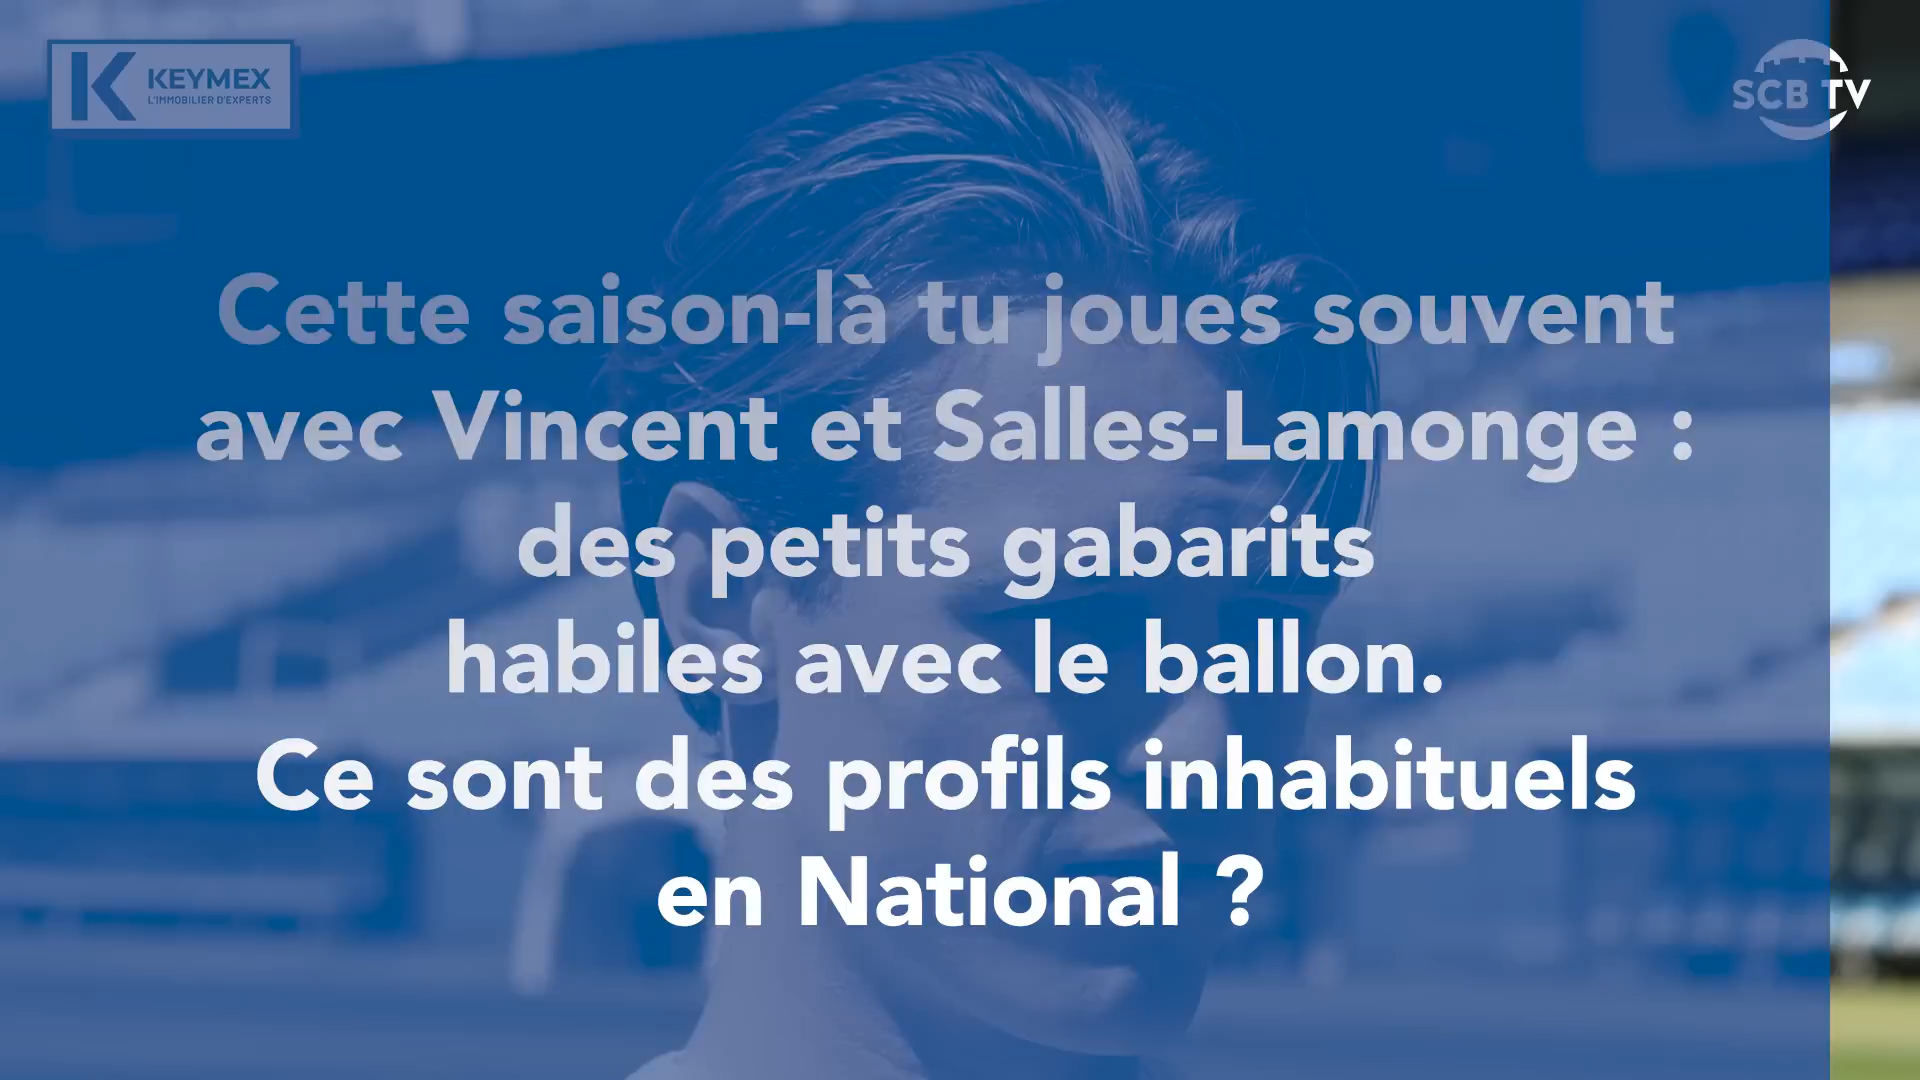 K KEYMEX
L'IMMOBILIER D'EXPERTS
SCB TV
Cette saison-là tu joues souvent
avec Vincent et Salles-Lamonge :
des petits gabarits
habiles avec le ballon.
Ce sont des profils inhabituels
en National ?